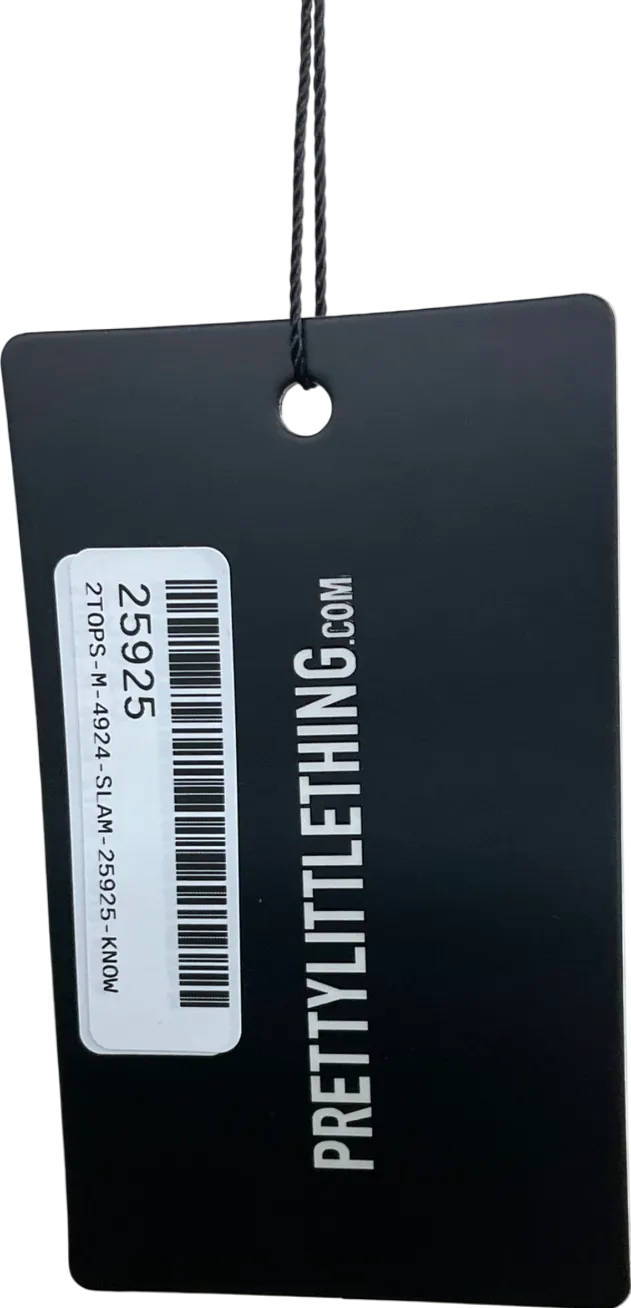 25925
2TOPS-M-4924-SLAM-25925-KNOW
PRETTYLITTLETHING.COM